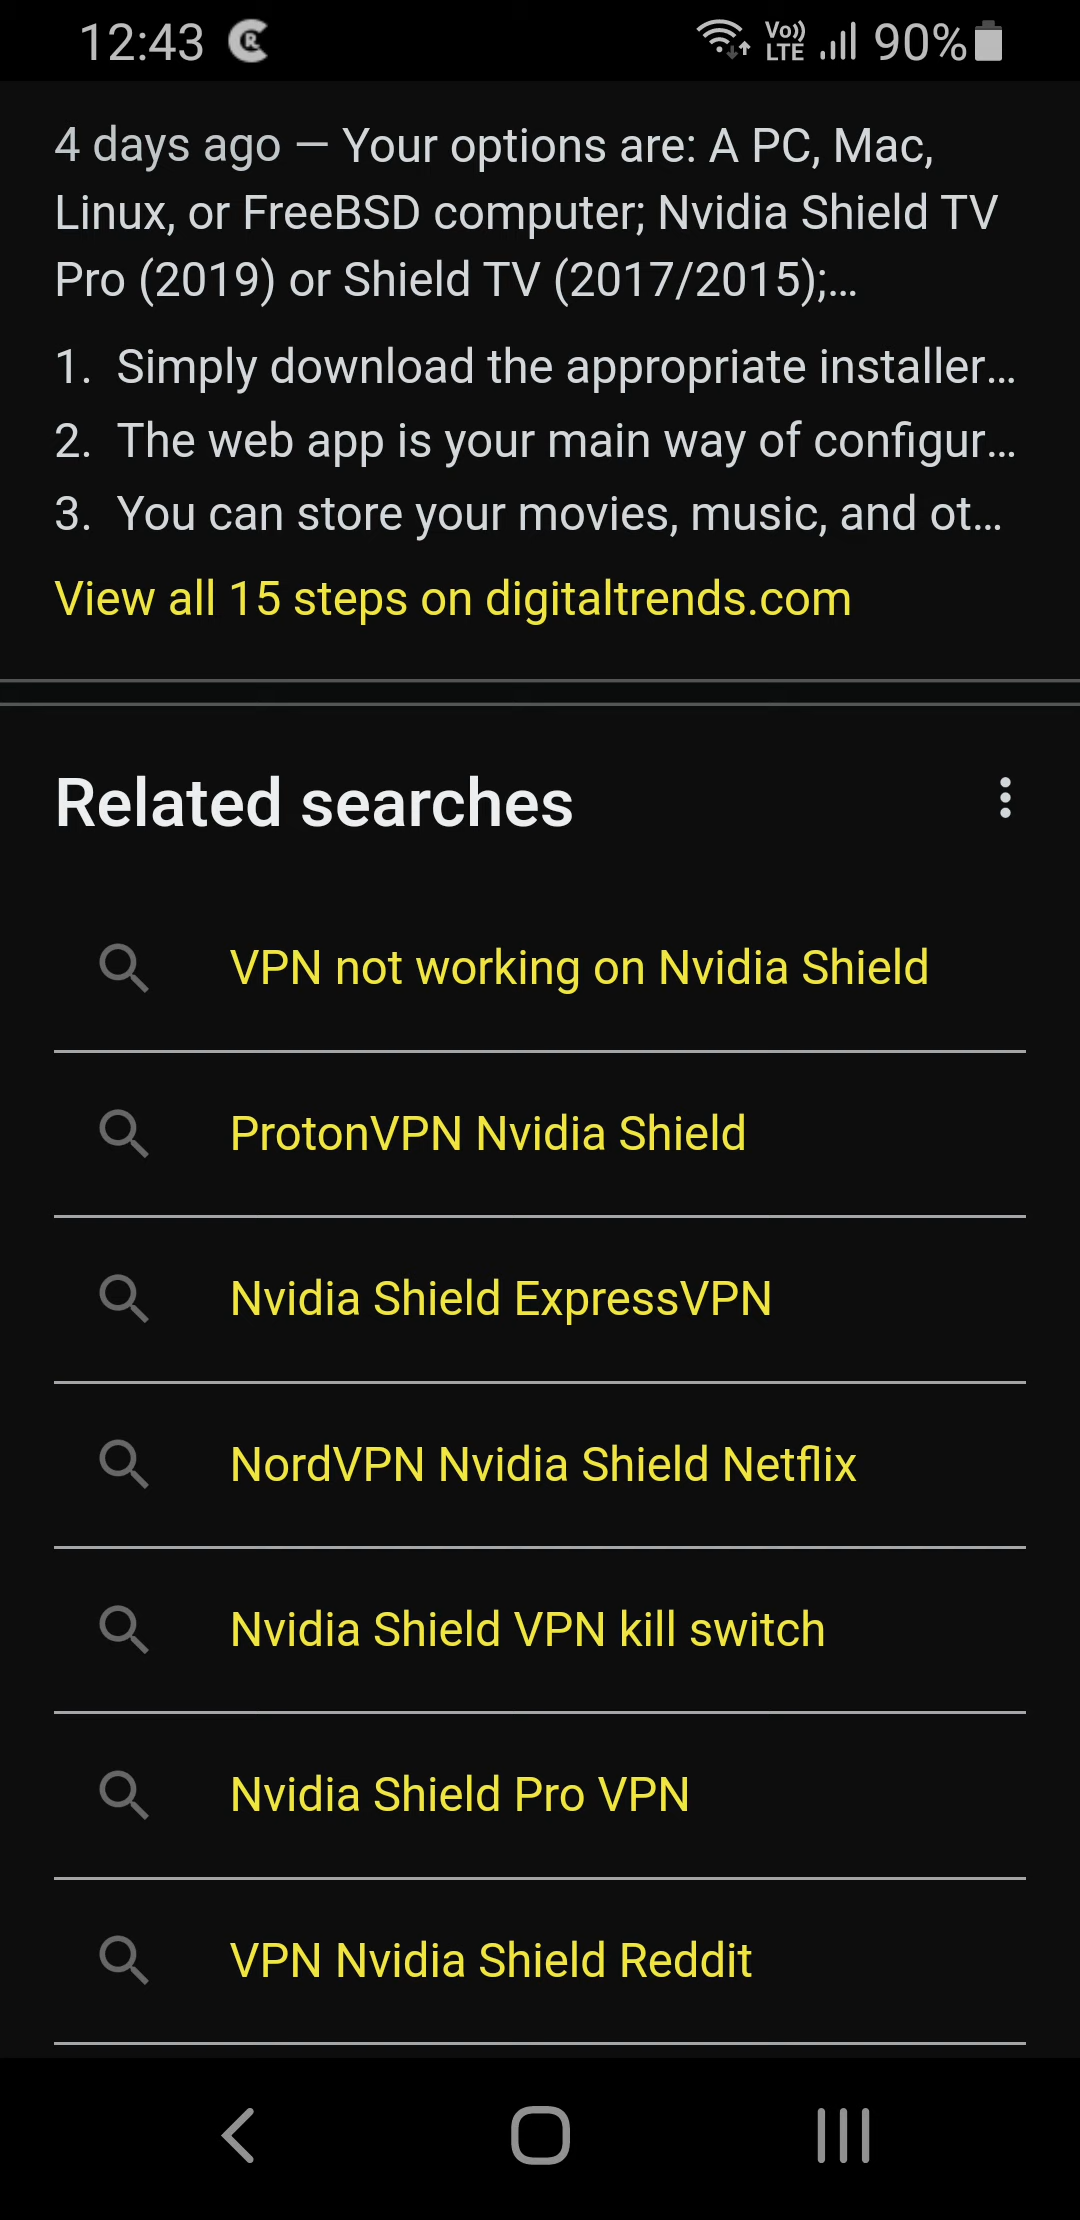 12:43 R Vo)) LTE 90%
4 days ago — Your options are: A PC, Mac,
Linux, or FreeBSD computer; Nvidia Shield TV
Pro (2019) or Shield TV (2017/2015);...
1. Simply download the appropriate installer...
2. The web app is your main way of configur...
3. You can store your movies, music, and ot...
View all 15 steps on digitaltrends.com
Related searches
VPN not working on Nvidia Shield
ProtonVPN Nvidia Shield
Nvidia Shield ExpressVPN
NordVPN Nvidia Shield Netflix
Nvidia Shield VPN kill switch
Nvidia Shield Pro VPN
VPN Nvidia Shield Reddit